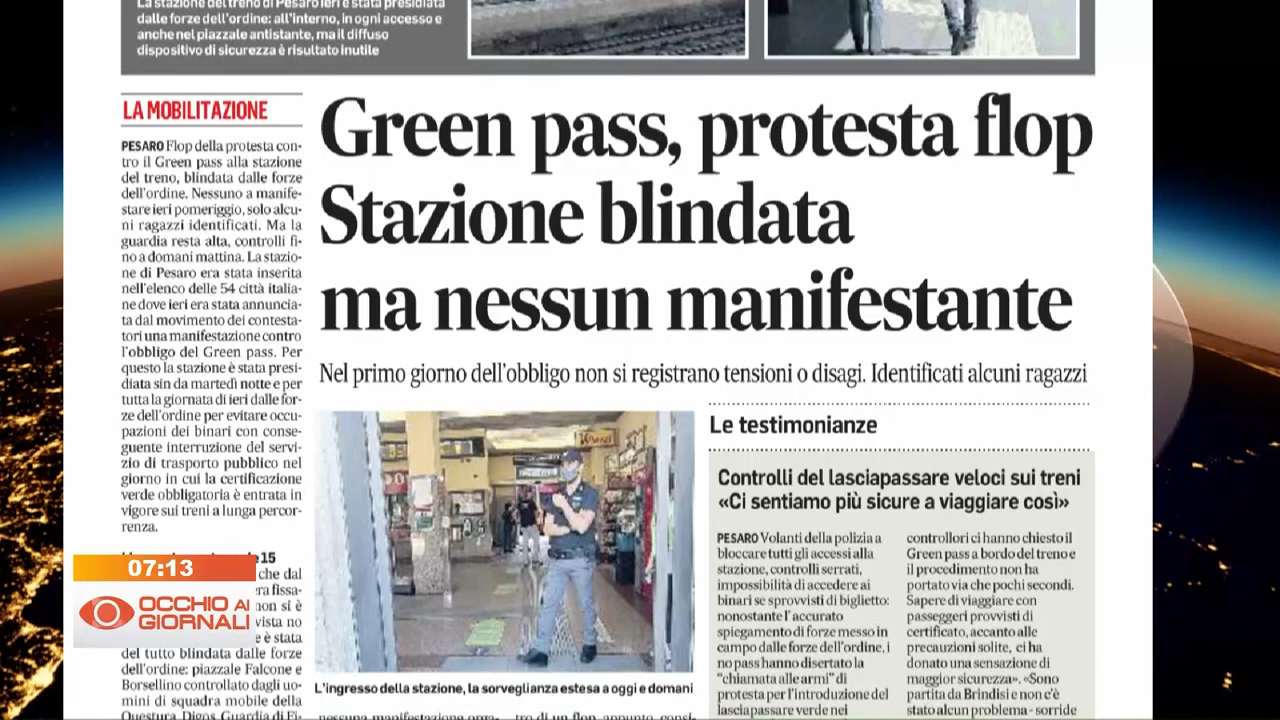 La stazione del treno di Pesaro ieri è stata presidiata
dalle forze dell'ordine: all'interno, in ogni accesso e
anche nel piazzale antistante, ma il diffuso
dispositivo di sicurezza è risultato inutile
LA MOBILITAZIONE
Green pass, protesta flop
Stazione blindata
ma nessun manifestante
Nel primo giorno dell'obbligo non si registrano tensioni o disagi. Identificati alcuni ragazzi
PESARO Flop della protesta con-
tro il Green pass alla stazione
del treno, blindata dalle forze
dell'ordine. Nessuno a manife-
stare ieri pomeriggio, solo alcu-
ni ragazzi identificati. Ma la
guardia resta alta, controlli fi-
no a domani mattina. La stazio-
ne di Pesaro era stata inserita
nell'elenco delle 54 città italia-
ne dove ieri era stata annuncia-
ta dal movimento dei contesta-
tori una manifestazione contro
l'obbligo del Green pass. Per
questo la stazione è stata presi-
diata sin da martedì notte e per
tutta la giornata di ieri dalle for-
ze dell'ordine per evitare occu-
pazioni dei binari con conse-
guente interruzione del servi-
zio di trasporto pubblico nel
giorno in cui la certificazione
verde obbligatoria è entrata in
vigore sui treni a lunga percor-
renza.
15
che dal
era fissa-
non si è
vista no
e è stata
del tutto blindata dalle forze
dell'ordine: piazzale Falcone e
Borsellino controllato dagli uo-
mini di squadra mobile della
Questura, Digos, Guardia di Fi-
07:13
OCCHIO AI
GIORNALI
L'ingresso della stazione, la sorveglianza estesa a oggi e domani
nessuna manifestazione orga-
tro di un flop appunto consi-
Le testimonianze
Controlli del lasciapassare veloci sui treni
«Ci sentiamo più sicure a viaggiare così»
PESARO Volanti della polizia a
bloccare tutti gli accessi alla
stazione, controlli serrati,
impossibilità di accedere ai
binari se sprovvisti di biglietto:
nonostante l'accurato
spiegamento di forze messo in
campo dalle forze dell'ordine, i
no pass hanno disertato la
"chiamata alle armi" di
protesta per l'introduzione del
lasciapassare verde nei
controllori ci hanno chiesto il
Green pass a bordo del treno e
il procedimento non ha
portato via che pochi secondi.
Sapere di viaggiare con
passeggeri provvisti di
certificato, accanto alle
precauzioni solite, ci ha
donato una sensazione di
maggior sicurezza». «Sono
partita da Brindisi e non c'è
stato alcun problema - sorride